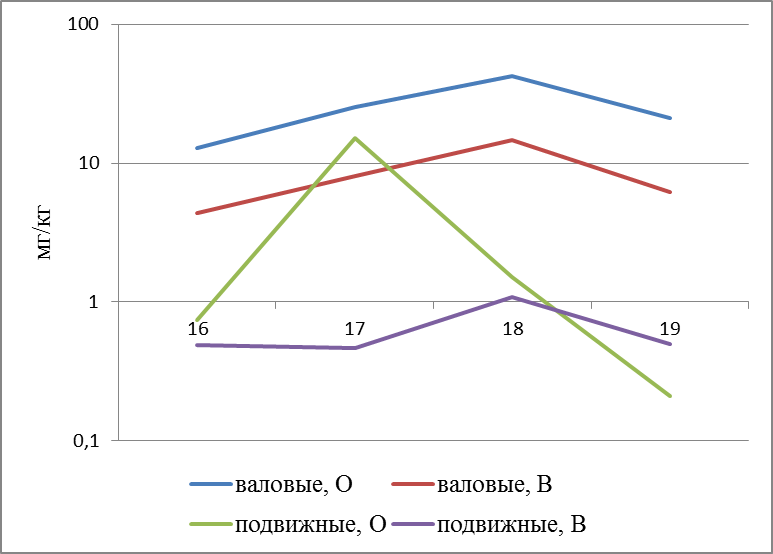 100
10
1
0,1
мг/кг
16 17 18 19
валовые, О валовые, В
подвижные, О подвижные, В